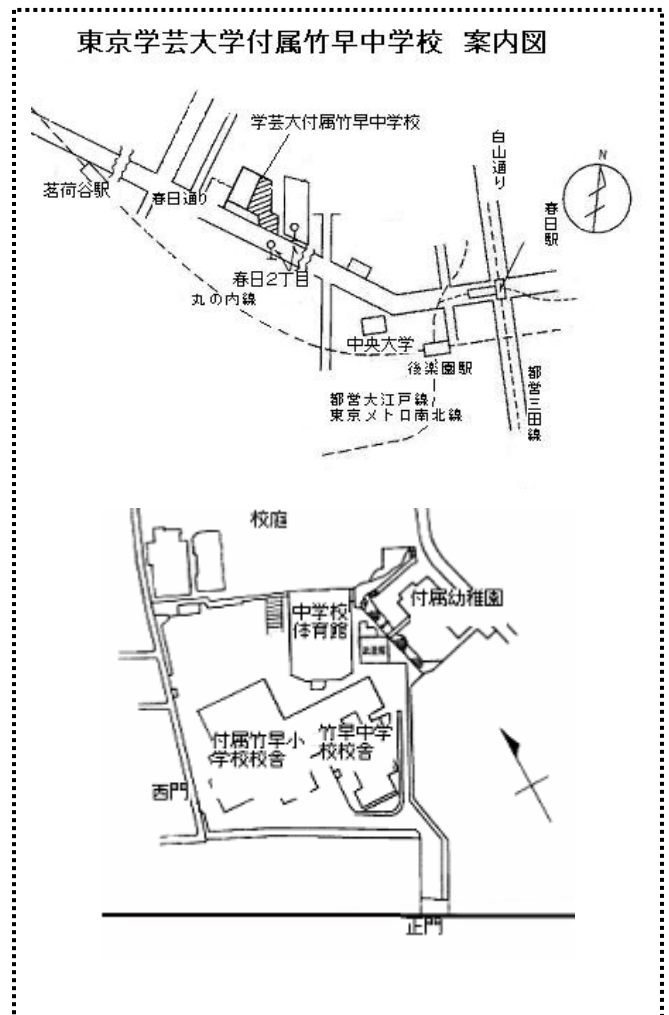 東京学芸大学付属竹早中学校 案内図
学芸大付属竹早中学校
白山通り
N
春日駅
茗荷谷駅
春日通り
春日2丁目
丸の内線
中央大学
後楽園駅
都営大江戸線
東京メトロ南北線
都営三田線
校庭
付属幼稚園
中学校
体育館
付属竹早小
学校校舎
竹早中学
校校舎
西門
正門